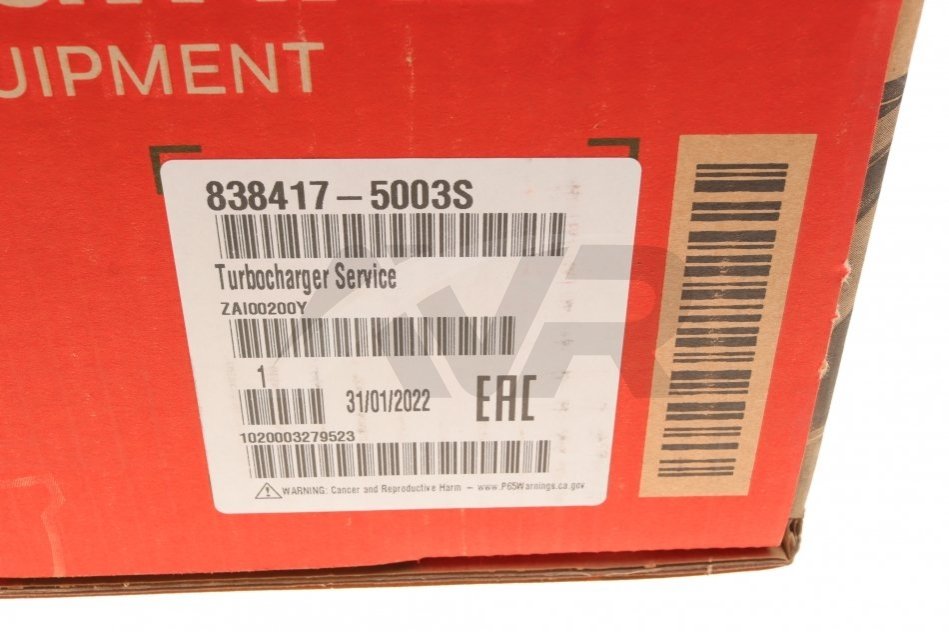 UIPMENT
838417-5003S
Turbocharger Service
ZAI00200Y
1
31/01/2022
EAC
1020003279523
WARNING: Cancer and Reproductive Harm - www.P65Warnings.ca.gov